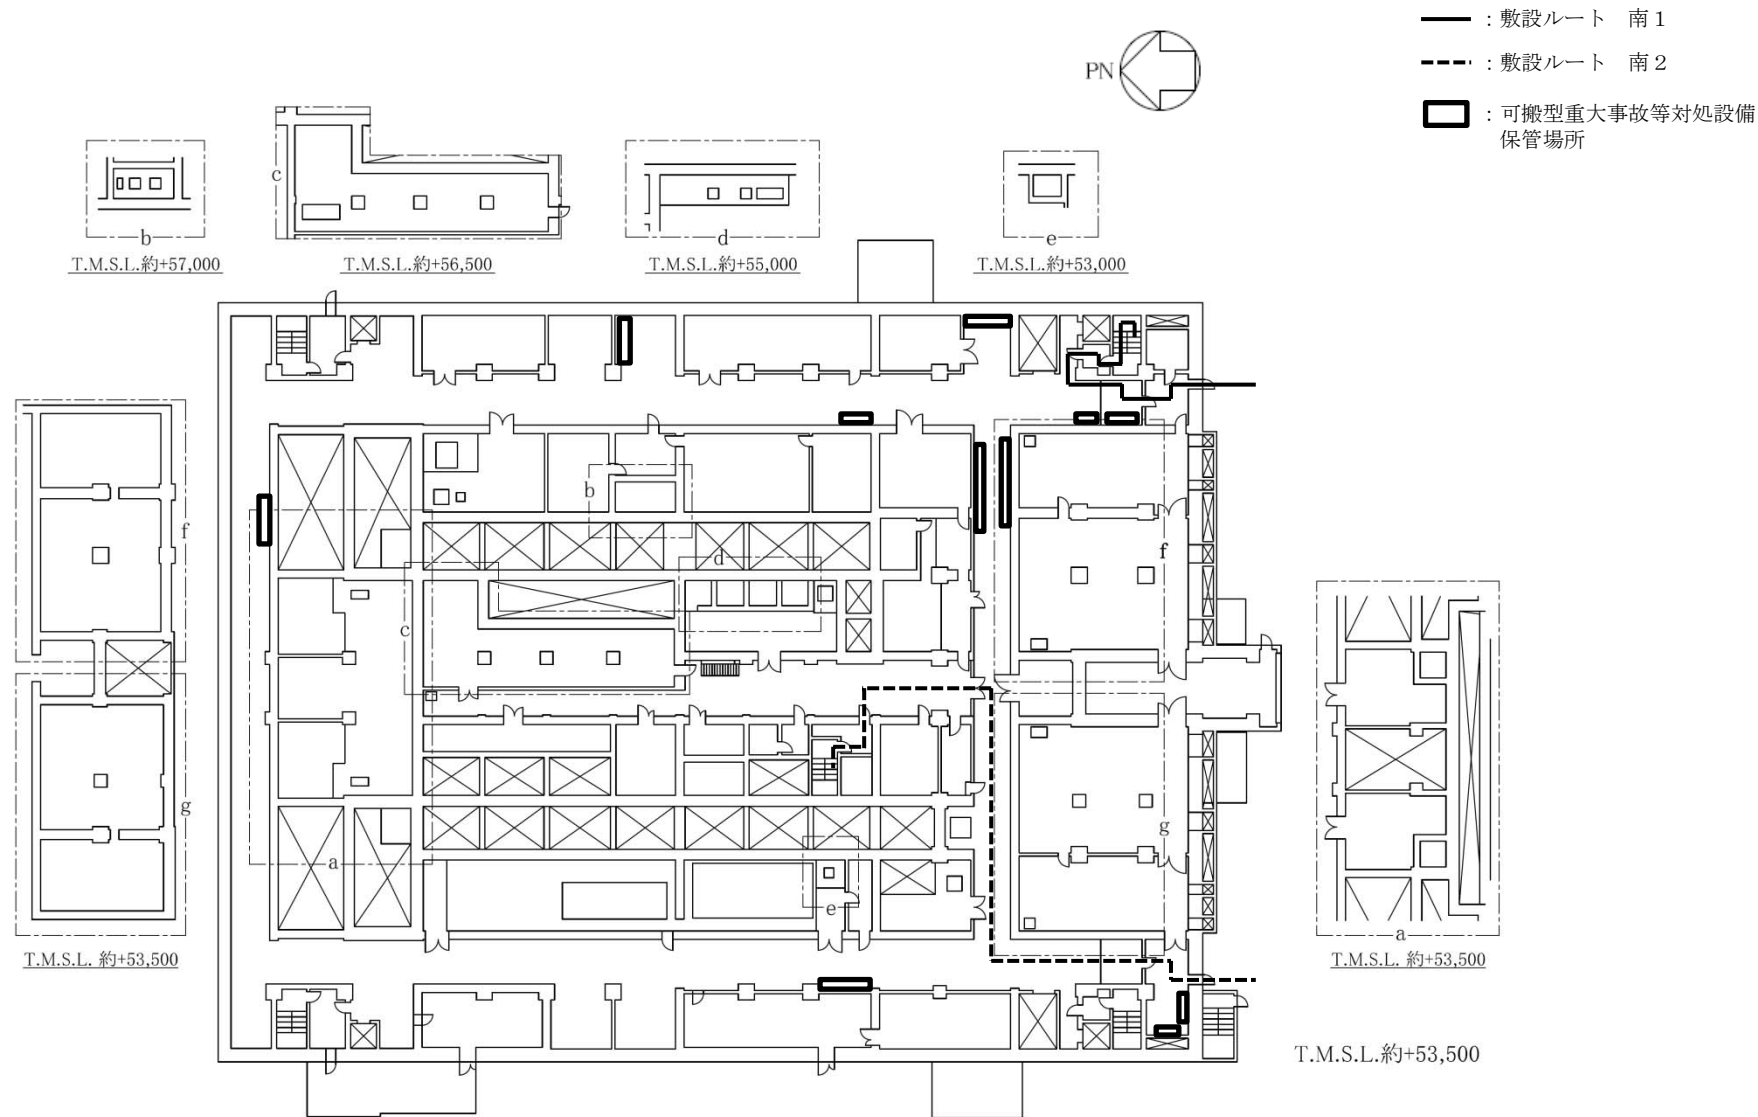 ：敷設ルート　南１
：敷設ルート　南２
：可搬型重大事故等対処設備
保管場所
PN
b
T.M.S.L.約+57,000
c
T.M.S.L.約+56,500
d
T.M.S.L.約+55,000
e
T.M.S.L.約+53,000
f
g
T.M.S.L. 約+53,500
b
d
c
a
e
f
g
a
T.M.S.L. 約+53,500
T.M.S.L.約+53,500